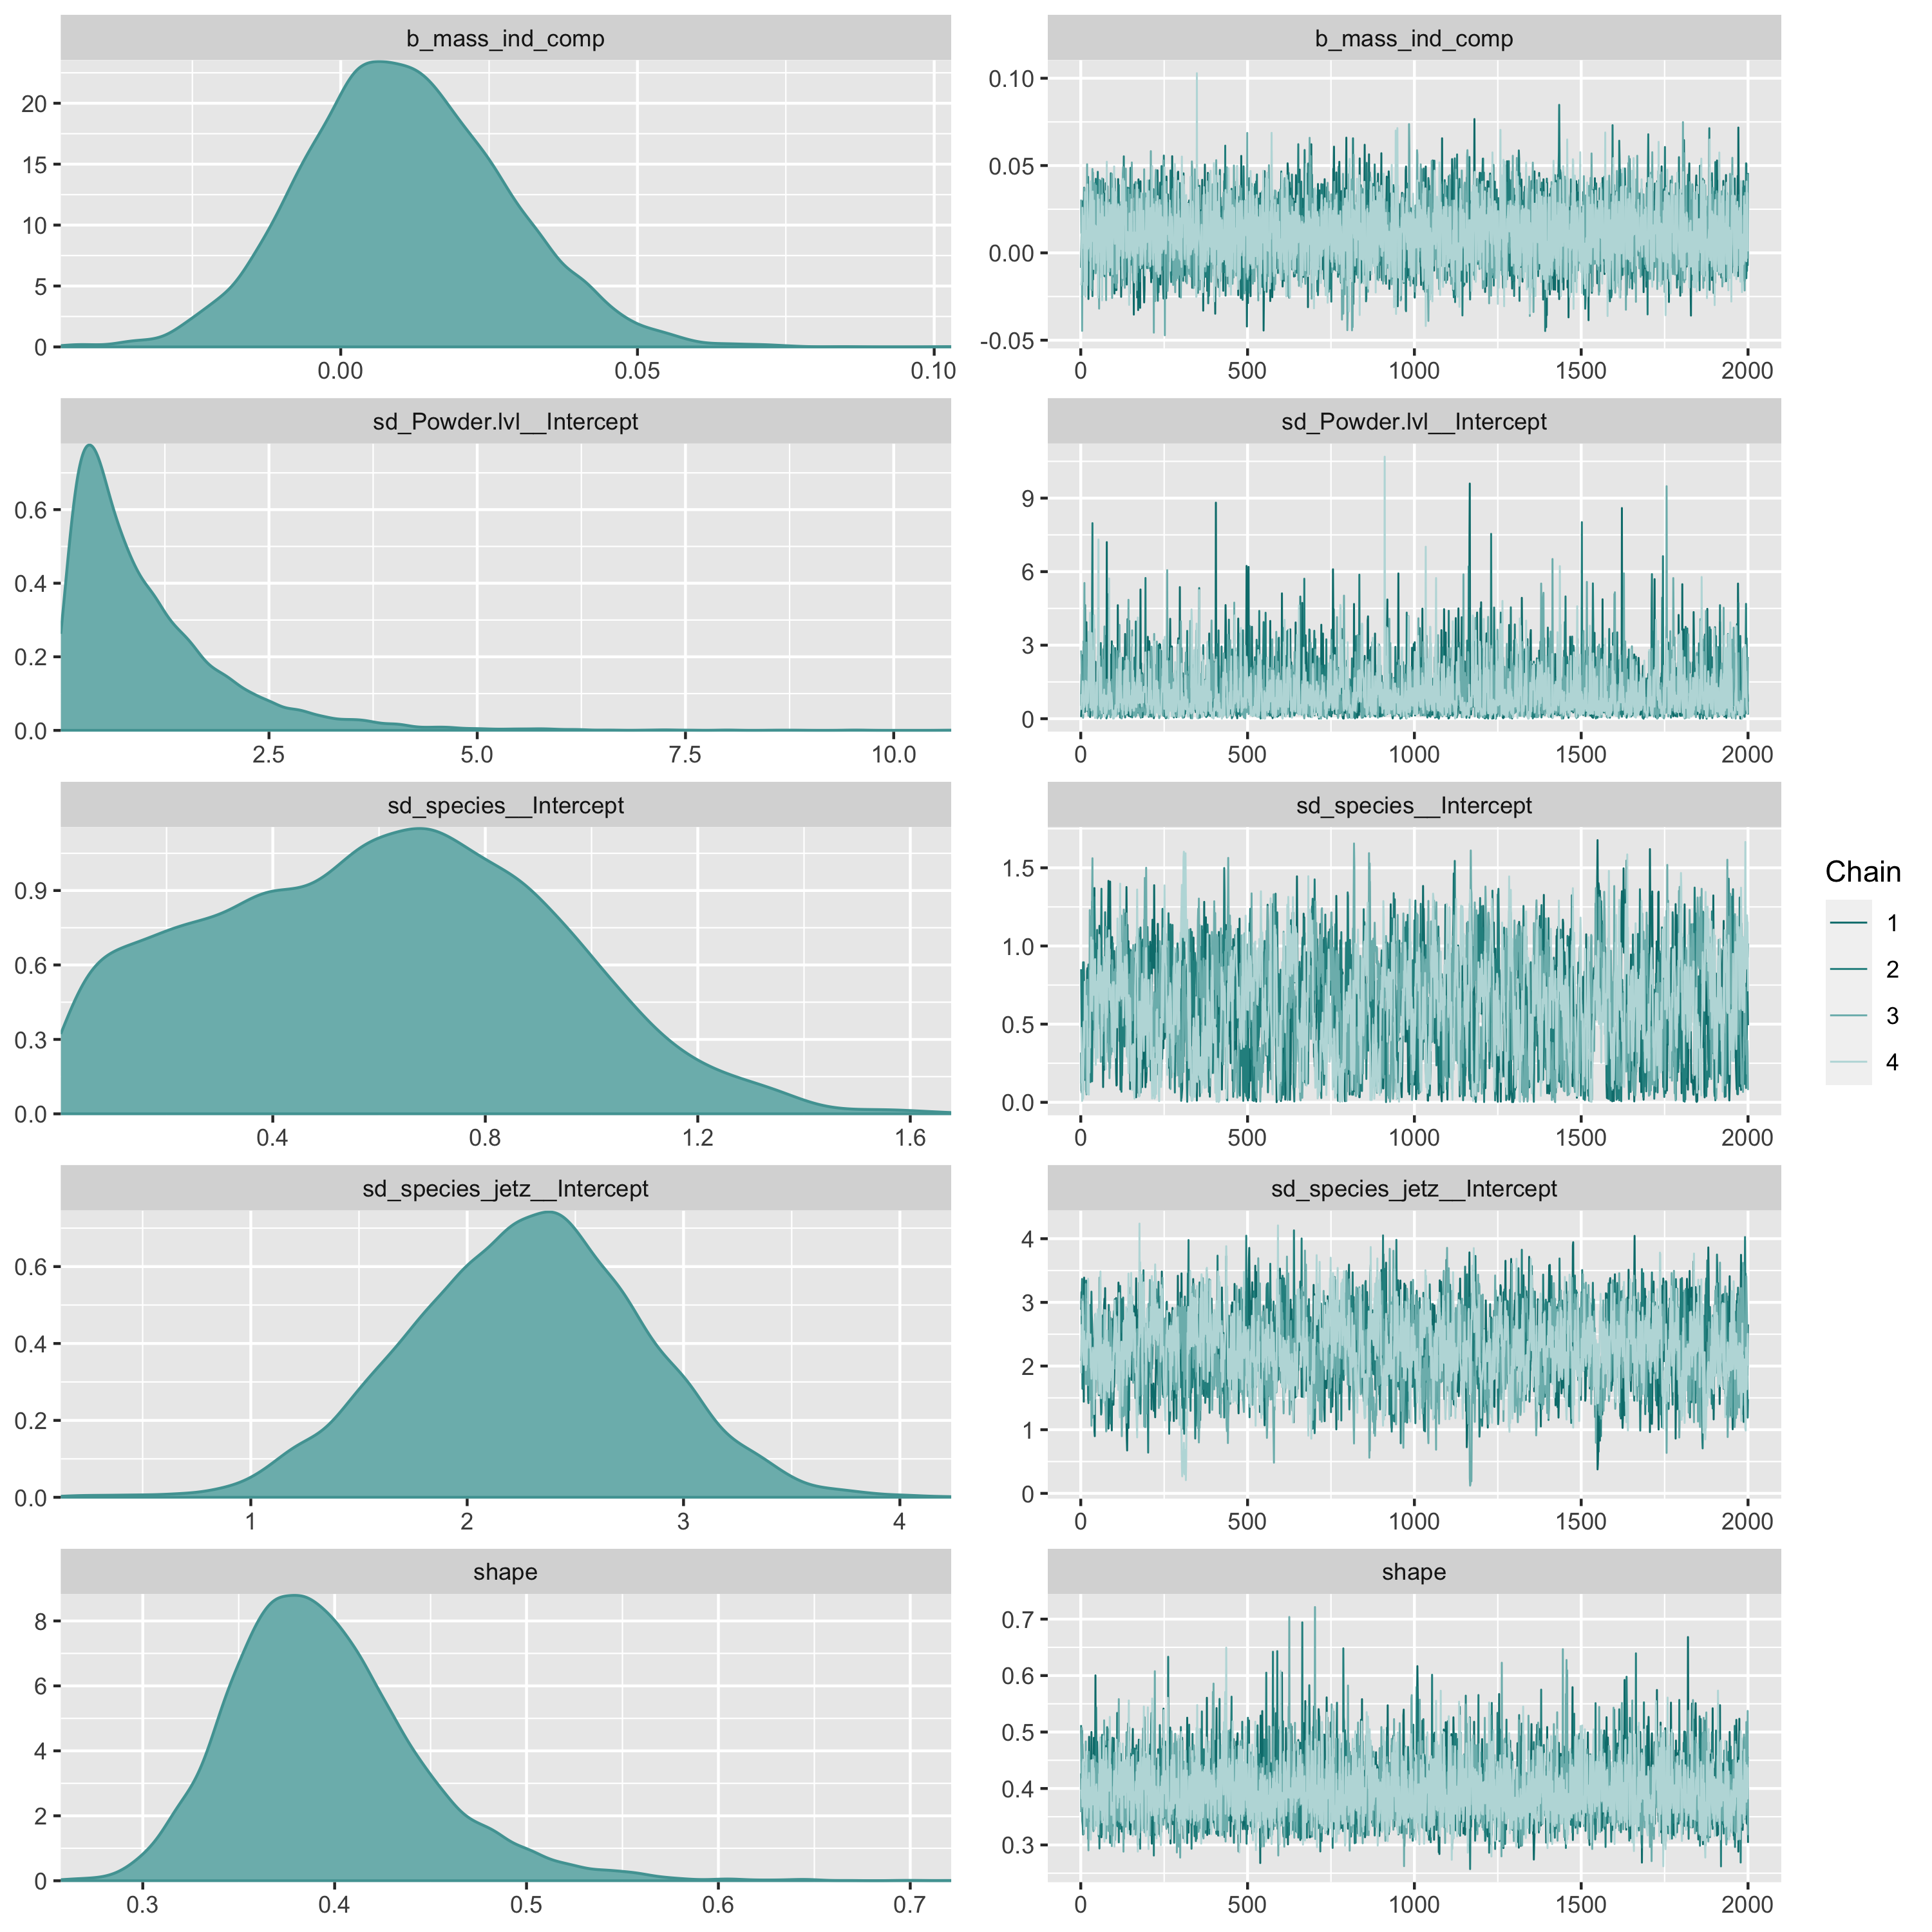 b_mass_ind_comp
20
15
10
5
0
0.00 0.05 0.10
b_mass_ind_comp
0.10
0.05
0.00
-0.05
0 500 1000 1500 2000
sd_Powder.lvl__Intercept
0.6
0.4
0.2
0.0
2.5 5.0 7.5 10.0
sd_Powder.lvl__Intercept
9
6
3
0
0 500 1000 1500 2000
sd_species__Intercept
0.9
0.6
0.3
0.0
0.4 0.8 1.2 1.6
sd_species__Intercept
1.5
1.0
0.5
0.0
0 500 1000 1500 2000
sd_species_jetz__Intercept
0.6
0.4
0.2
0.0
1 2 3 4
sd_species_jetz__Intercept
4
3
2
1
0
0 500 1000 1500 2000
shape
8
6
4
2
0
0.3 0.4 0.5 0.6 0.7
shape
0.7
0.6
0.5
0.4
0.3
0 500 1000 1500 2000
Chain
1
2
3
4